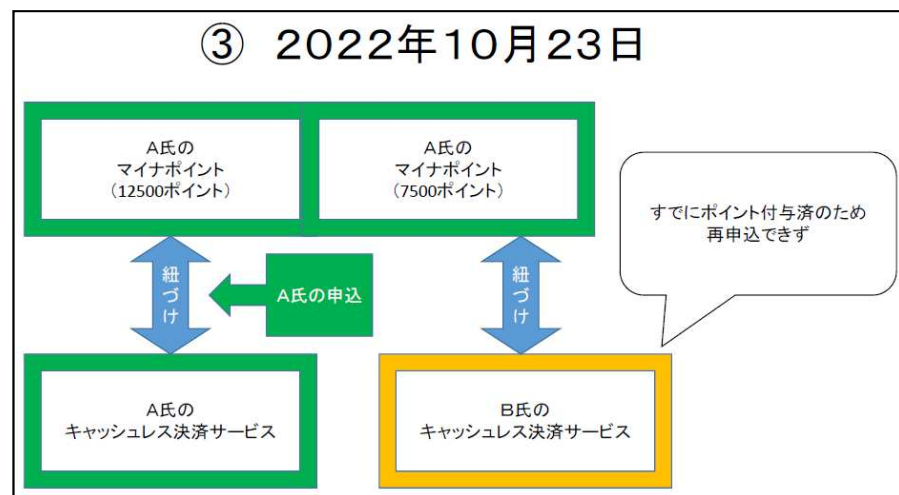 ③ ２０２２年１０月２３日
A氏の
マイナポイント
（12500ポイント）
A氏の
マイナポイント
（7500ポイント）
すでにポイント付与済のため
再申込できず
紐づけ
A氏の申込
紐づけ
A氏の
キャッシュレス決済サービス
B氏の
キャッシュレス決済サービス